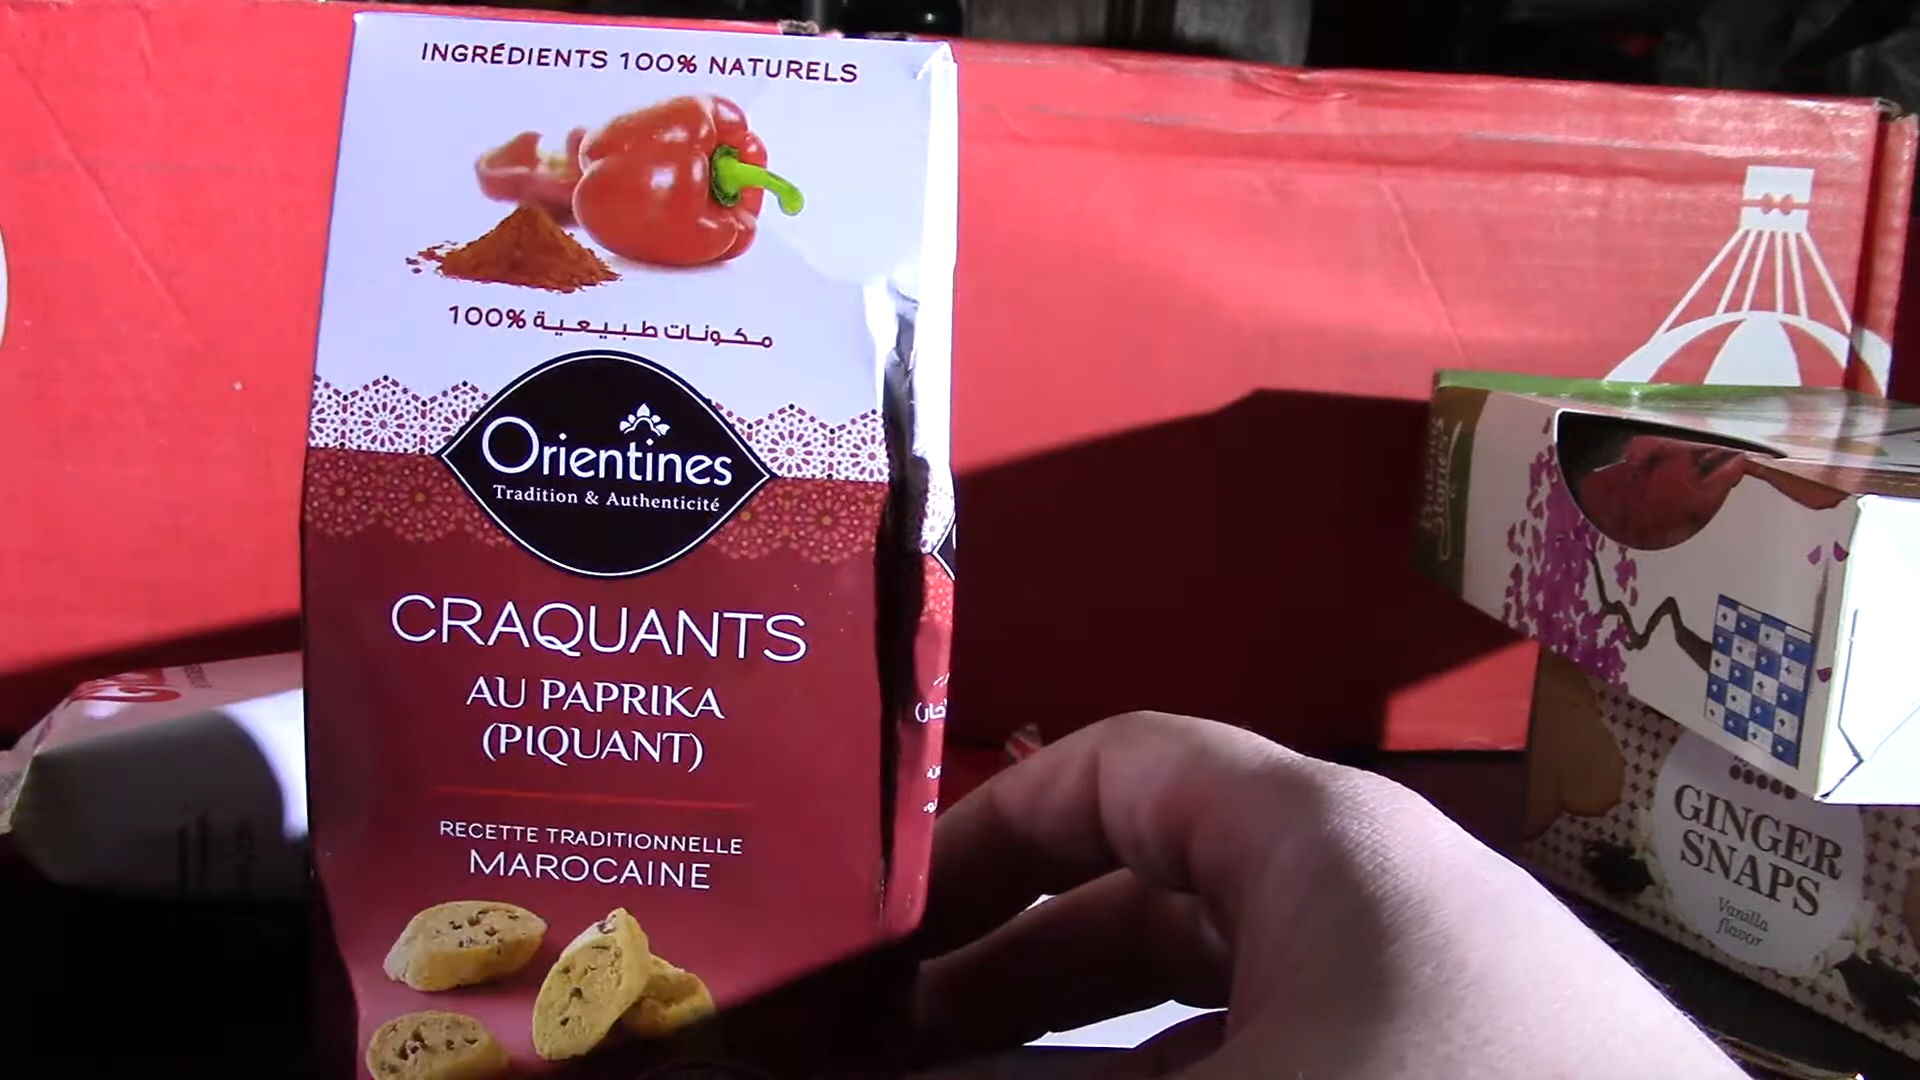 INGRÉDIENTS 100% NATURELS
مكونات طبيعية 100%
Orientines
Tradition & Authenticité
CRAQUANTS
AU PAPRIKA
(PIQUANT)
RECETTE TRADITIONNELLE
MAROCAINE
Stories
GINGER
SNAPS
Vanilla
flavor